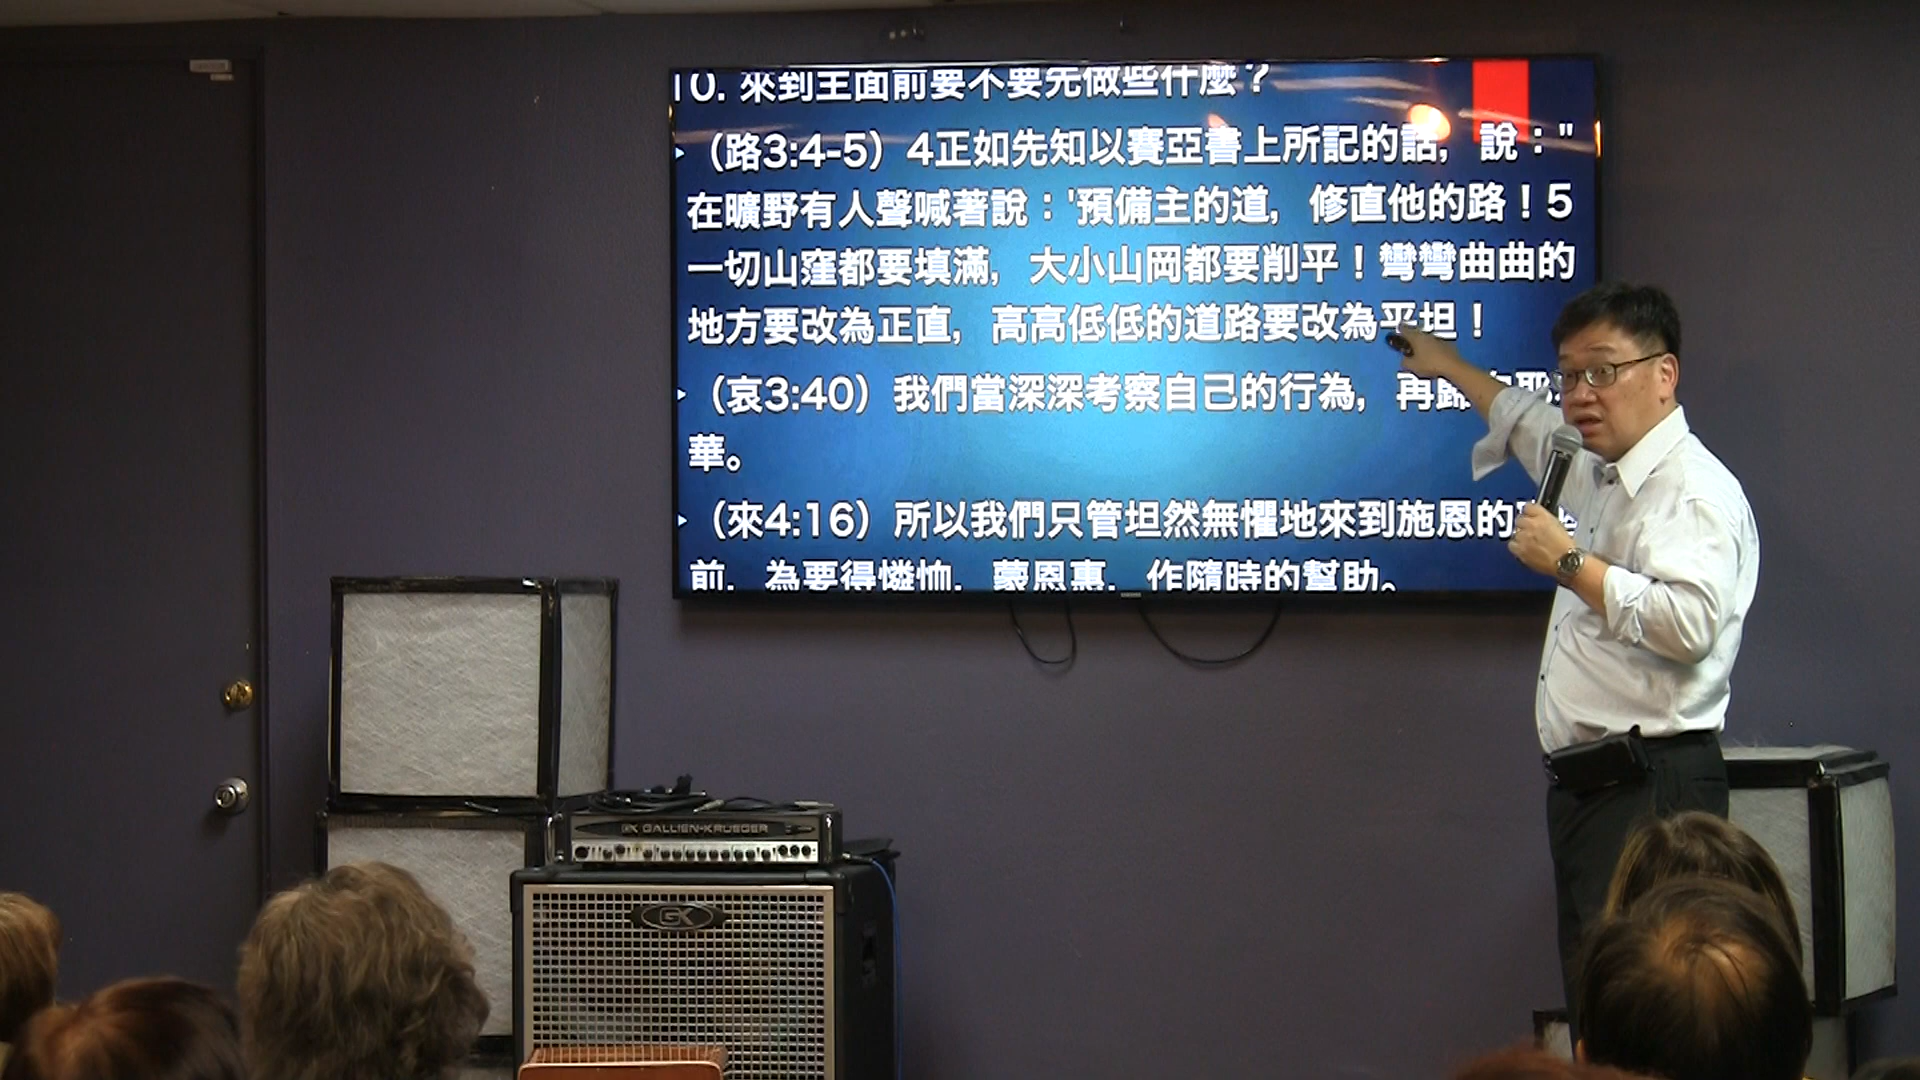 10. 來到主面前要不要先做些什麼？
（路3:4-5）4正如先知以賽亞書上所記的話，說："
在曠野有人聲喊著說：'預備主的道，修直他的路！5
一切山窪都要填滿，大小山岡都要削平！彎彎曲曲的
地方要改為正直，高高低低的道路要改為平坦！
（哀3:40）我們當深深考察自己的行為，再歸
華。
（來4:16）所以我們只管坦然無懼地來到施恩的
前，為要得憐恤，蒙恩惠，作隨時的幫助。
GK GALLIEN-KRUEGER
GK